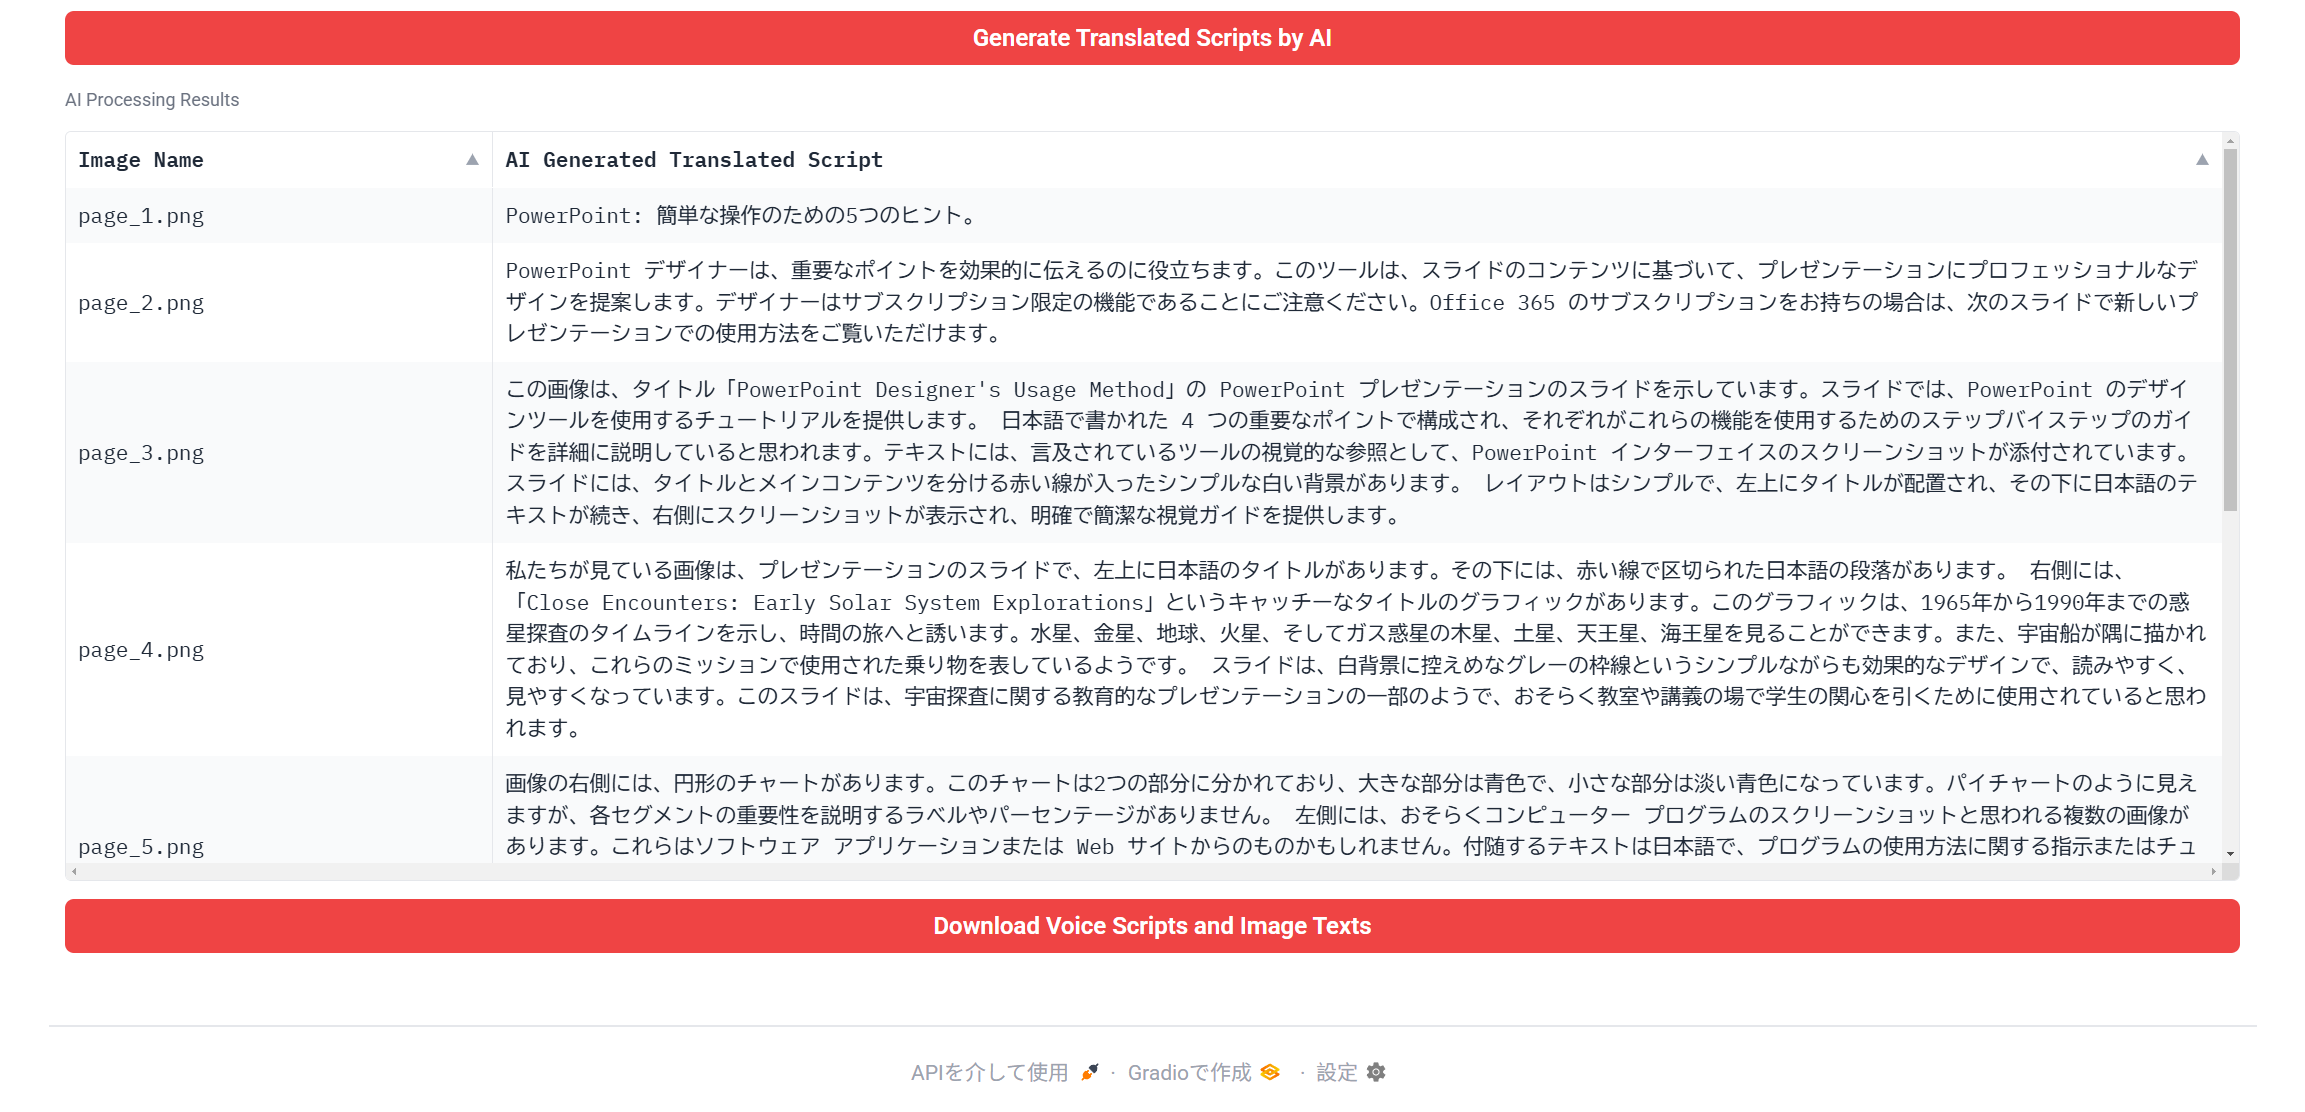 Generate Translated Scripts by AI
AI Processing Results
Image Name
AI Generated Translated Script
page_1.png
PowerPoint: 簡単な操作のための5つのヒント。
page_2.png
PowerPoint デザイナーは、重要なポイントを効果的に伝えるのに役立ちます。このツールは、スライドのコンテンツに基づいて、プレゼンテーションにプロフェッショナルなデ
ザインを提案します。デザイナーはサブスクリプション限定の機能であることにご注意ください。Office 365 のサブスクリプションをお持ちの場合は、次のスライドで新しいプ
レゼンテーションでの使用方法をご覧いただけます。
page_3.png
この画像は、タイトル「PowerPoint Designer's Usage Method」の PowerPoint プレゼンテーションのスライドを示しています。スライドでは、PowerPoint のデザイ
ンツールを使用するチュートリアルを提供します。 日本語で書かれた 4 つの重要なポイントで構成され、それぞれがこれらの機能を使用するためのステップバイステップのガイ
ドを詳細に説明していると思われます。テキストには、言及されているツールの視覚的な参照として、PowerPoint インターフェイスのスクリーンショットが添付されています。
スライドには、タイトルとメインコンテンツを分ける赤い線が入ったシンプルな白い背景があります。 レイアウトはシンプルで、左上にタイトルが配置され、その下に日本語のテ
キストが続き、右側にスクリーンショットが表示され、明確で簡潔な視覚ガイドを提供します。
page_4.png
私たちが見ている画像は、プレゼンテーションのスライドで、左上に日本語のタイトルがあります。その下には、赤い線で区切られた日本語の段落があります。 右側には、
「Close Encounters: Early Solar System Explorations」というキャッチーなタイトルのグラフィックがあります。このグラフィックは、1965年から1990年までの惑
星探査のタイムラインを示し、時間の旅へと誘います。水星、金星、地球、火星、そしてガス惑星の木星、土星、天王星、海王星を見ることができます。また、宇宙船が隅に描かれ
ており、これらのミッションで使用された乗り物を表しているようです。 スライドは、白背景に控えめなグレーの枠線というシンプルながらも効果的なデザインで、読みやすく、
見やすくなっています。このスライドは、宇宙探査に関する教育的なプレゼンテーションの一部のようで、おそらく教室や講義の場で学生の関心を引くために使用されていると思わ
れます。
page_5.png
画像の右側には、円形のチャートがあります。このチャートは2つの部分に分かれており、大きな部分は青色で、小さな部分は淡い青色になっています。パイチャートのように見え
ますが、各セグメントの重要性を説明するラベルやパーセンテージがありません。 左側には、おそらくコンピューター プログラムのスクリーンショットと思われる複数の画像が
あります。これらはソフトウェア アプリケーションまたは Web サイトからのものかもしれません。付随するテキストは日本語で、プログラムの使用方法に関する指示またはチュ
Download Voice Scripts and Image Texts
APIを介して使用 · Gradioで作成 · 設定